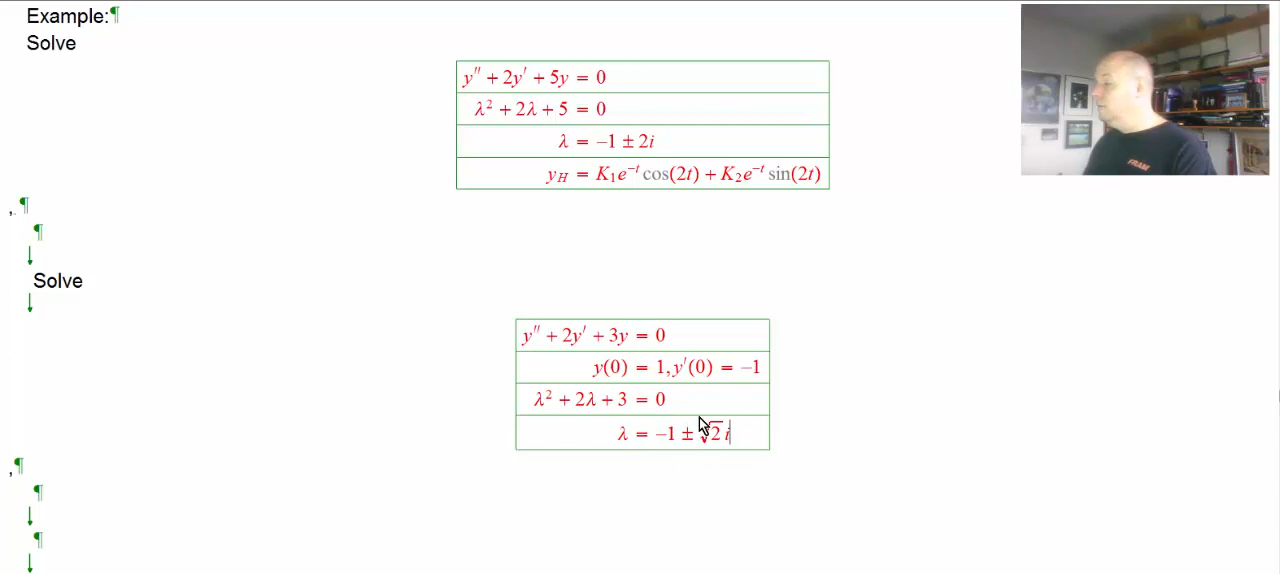 Example:¶
Solve
y″ + 2y′ + 5y = 0
λ² + 2λ + 5 = 0
λ = −1 ± 2i
y_H = K₁e⁻ᵗ cos(2t) + K₂e⁻ᵗ sin(2t)
,.¶
¶
↓
Solve
↓
y″ + 2y′ + 3y = 0
y(0) = 1, y′(0) = −1
λ² + 2λ + 3 = 0
λ = −1 ± √2 i
,¶
¶
↓
¶
↓
FRAM